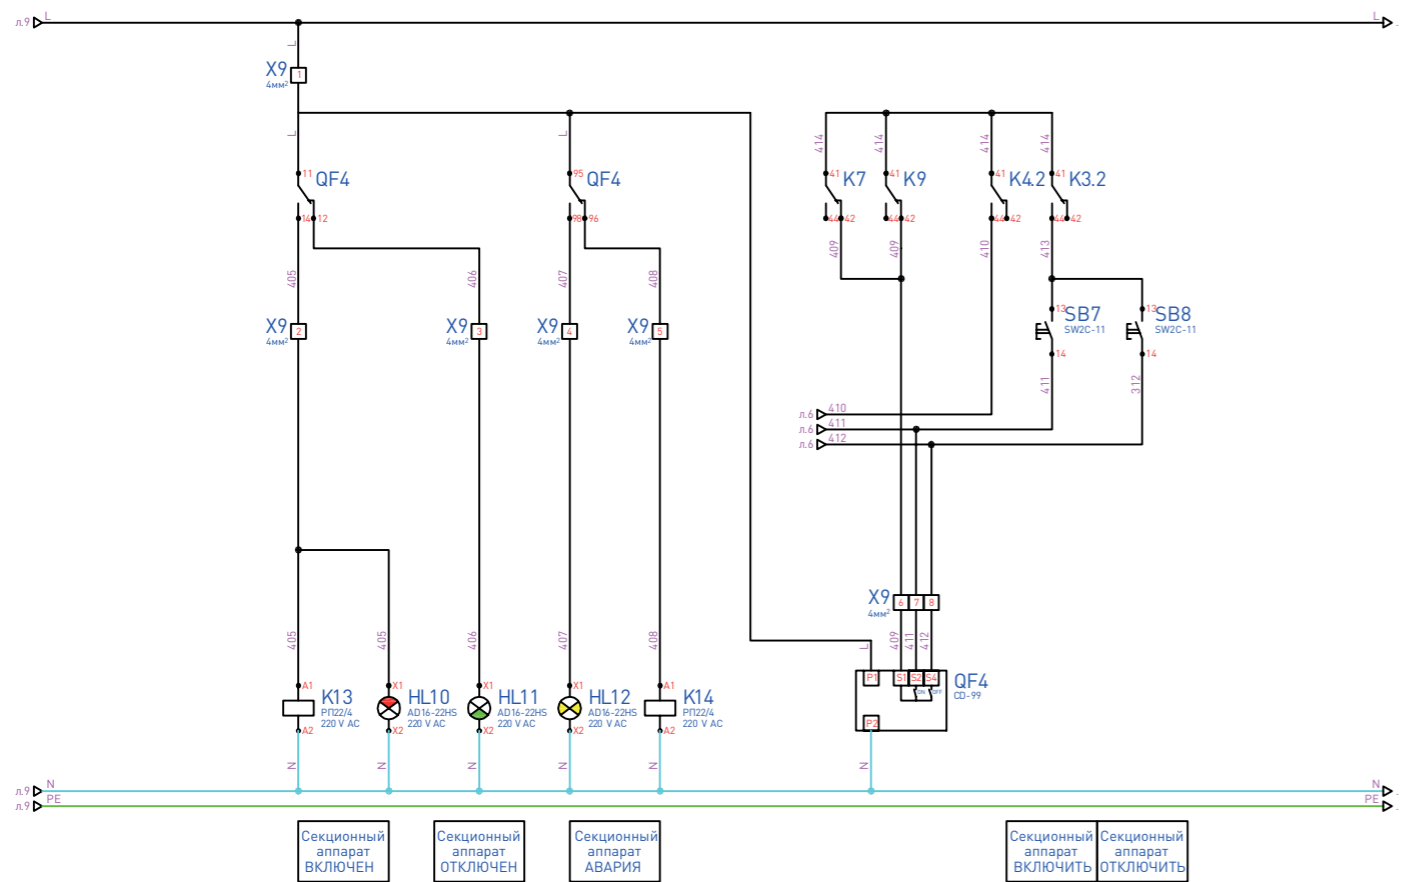 л.9 L L
L
X9 1
4мм²
L L 414 414 414 414
11 QF4 95 QF4 41 K7 41 K9 41 K4.2 41 K3.2
14 12 98 96 44 42 44 42 44 42 44 42
405 406 407 408 409 409 410 413
13 SB7 13 SB8
SW2C-11 SW2C-11
X9 2 X9 3 X9 4 X9 5
4мм² 4мм² 4мм² 4мм²
14 14
411 312
л.6 410
л.6 411
л.6 412
X9 6 7 8
4мм²
405 405 406 407 408 L 409 411 412
P1 S1 S2 S4 QF4
ON OFF CD-99
A1 K13 X1 HL10 X1 HL11 X1 HL12 A1 K14
РП22/4 AD16-22HS AD16-22HS AD16-22HS РП22/4
220 V AC 220 V AC 220 V AC 220 V AC 220 V AC
A2 X2 X2 X2 A2 P2
N N N N N N
л.9 N N
л.9 PE PE
Секционный
аппарат
ВКЛЮЧЕН
Секционный
аппарат
ОТКЛЮЧЕН
Секционный
аппарат
АВАРИЯ
Секционный
аппарат
ВКЛЮЧИТЬ
Секционный
аппарат
ОТКЛЮЧИТЬ